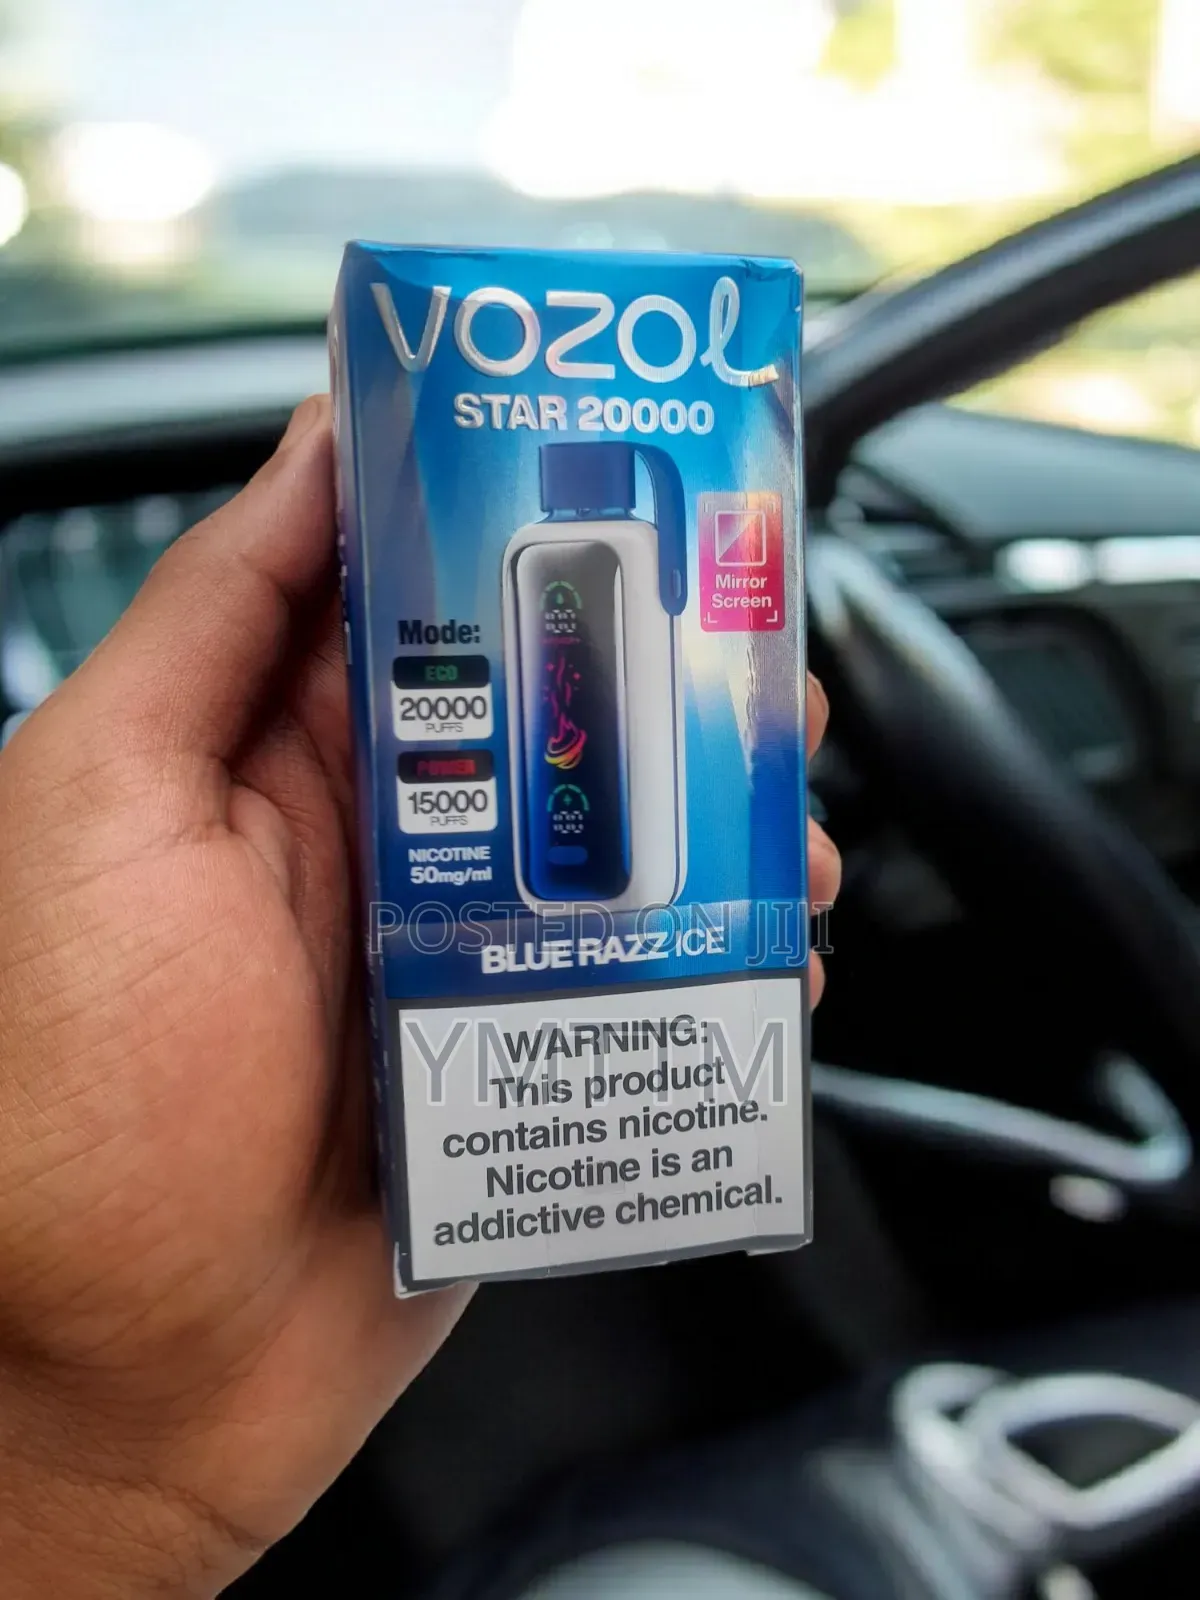 VOZOL
STAR 20000
Mirror
Screen
Mode:
ECO
20000
PUFFS
POWER
15000
PUFFS
NICOTINE
50mg/ml
POSTED ON JIJI
BLUE RAZZ ICE
YMTTM
WARNING:
This product
contains nicotine.
Nicotine is an
addictive chemical.